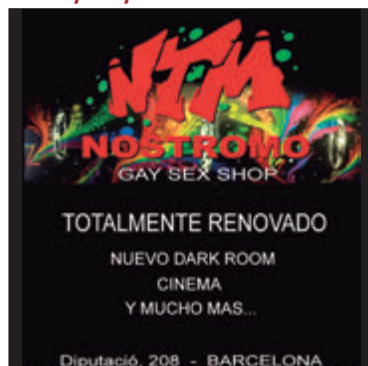 NTM
NOSTROMO
GAY SEX SHOP
TOTALMENTE RENOVADO
NUEVO DARK ROOM
CINEMA
Y MUCHO MAS...
Diputació, 208 - BARCELONA